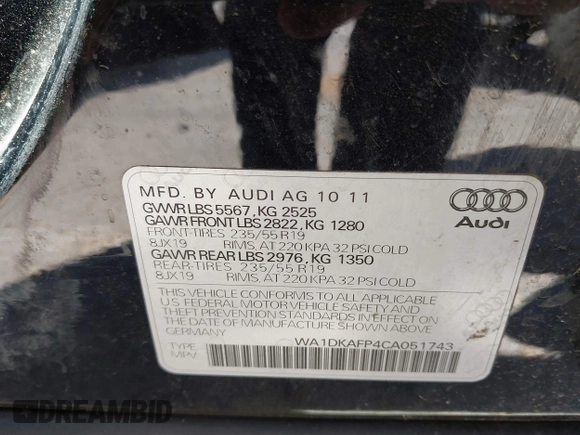 MFD. BY AUDI AG 10 11
GVWR LBS 5567, KG 2525
GAWR FRONT LBS 2822, KG 1280
FRONT-TIRES 235/55 R19
8JX19 RIMS, AT 220 KPA 32 PSI COLD
GAWR REAR LBS 2976, KG 1350
REAR-TIRES 235/55 R19
8JX19 RIMS, AT 220 KPA 32 PSI COLD
THIS VEHICLE CONFORMS TO ALL APPLICABLE
U.S. FEDERAL MOTOR VEHICLE SAFETY AND
THEFT PREVENTION STANDARDS IN EFFECT ON
THE DATE OF MANUFACTURE SHOWN ABOVE
GERMANY
TYPE: WA1DKAFP4CA051743
MPV
Audi
DREAMBID